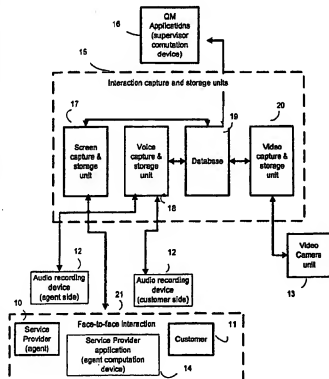 16
QM
Applications
(supervisor
comutation
device)
15
Interaction capture and storage units
17
19
20
Screen
capture &
storage
unit
Voice
capture &
storage
unit
Database
Video
capture &
storage
unit
18
12
12
Audio recording
device
(agent side)
Audio recording
device
(customer side)
Video
Camera
unit
13
21
10
Face-to-face interaction
11
Service
Provider
(agent)
Service Provider
application
(agent computation
device)
Customer
14